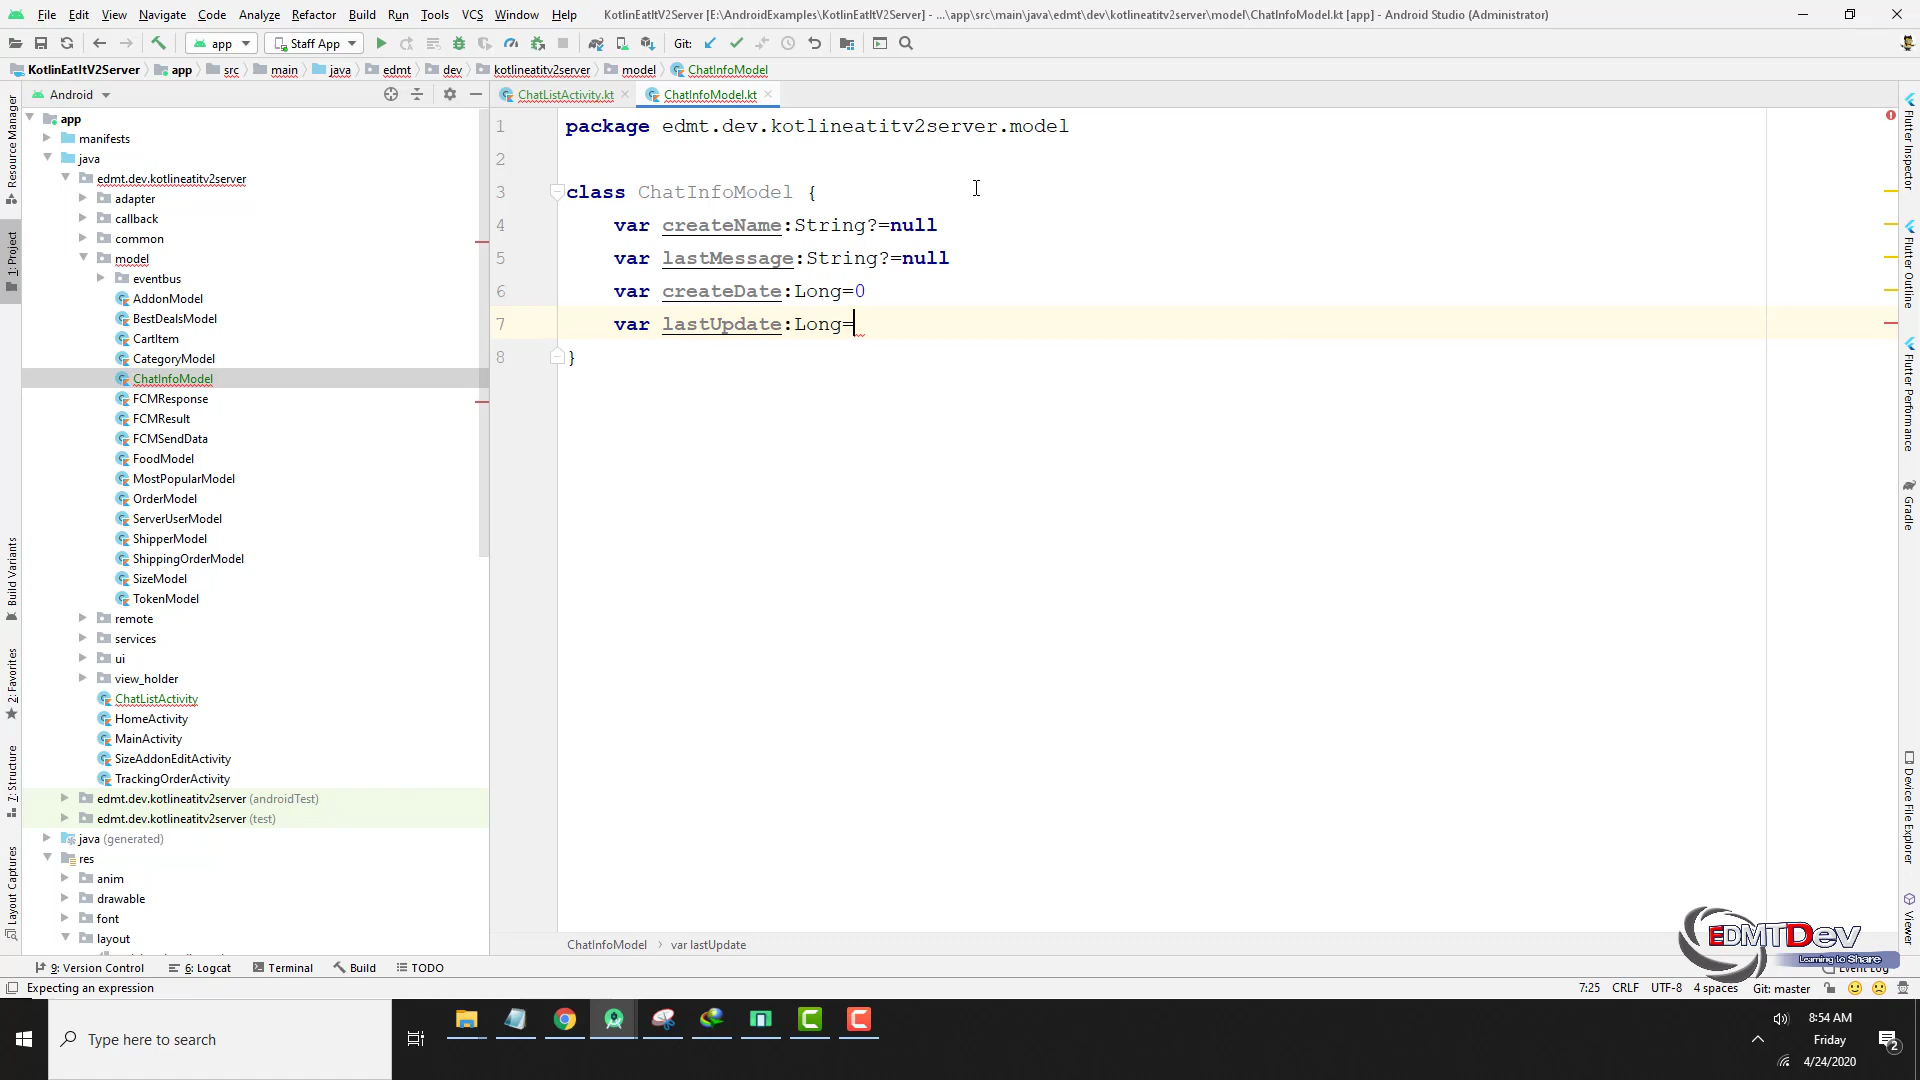 File Edit View Navigate Code Analyze Refactor Build Run Tools VCS Window Help KotlinEatItV2Server [E:\AndroidExamples\KotlinEatItV2Server] - ...\app\src\main\java\edmt\dev\kotlineatitv2server\model\ChatInfoModel.kt [app] - Android Studio (Administrator)
app Staff App Git:
KotlinEatItV2Server app src main java edmt dev kotlineatitv2server model ChatInfoModel
Android
ChatListActivity.kt ChatInfoModel.kt
app
manifests
java
edmt.dev.kotlineatitv2server
adapter
callback
common
model
eventbus
AddonModel
BestDealsModel
CartItem
CategoryModel
ChatInfoModel
FCMResponse
FCMResult
FCMSendData
FoodModel
MostPopularModel
OrderModel
ServerUserModel
ShipperModel
ShippingOrderModel
SizeModel
TokenModel
remote
services
ui
view_holder
ChatListActivity
HomeActivity
MainActivity
SizeAddonEditActivity
TrackingOrderActivity
edmt.dev.kotlineatitv2server (androidTest)
edmt.dev.kotlineatitv2server (test)
java (generated)
res
anim
drawable
font
layout
1 package edmt.dev.kotlineatitv2server.model
2
3 class ChatInfoModel {
4 var createName:String?=null
5 var lastMessage:String?=null
6 var createDate:Long=0
7 var lastUpdate:Long=
8 }
ChatInfoModel › var lastUpdate
Resource Manager
1: Project
Build Variants
2: Favorites
7: Structure
Layout Captures
Flutter Inspector
Flutter Outline
Flutter Performance
Gradle
Device File Explorer
Viewer
EDMTDev
Learning to Share
9: Version Control 6: Logcat Terminal Build TODO Event Log
Expecting an expression 7:25 CRLF UTF-8 4 spaces Git: master
Type here to search
8:54 AM
Friday
4/24/2020
2